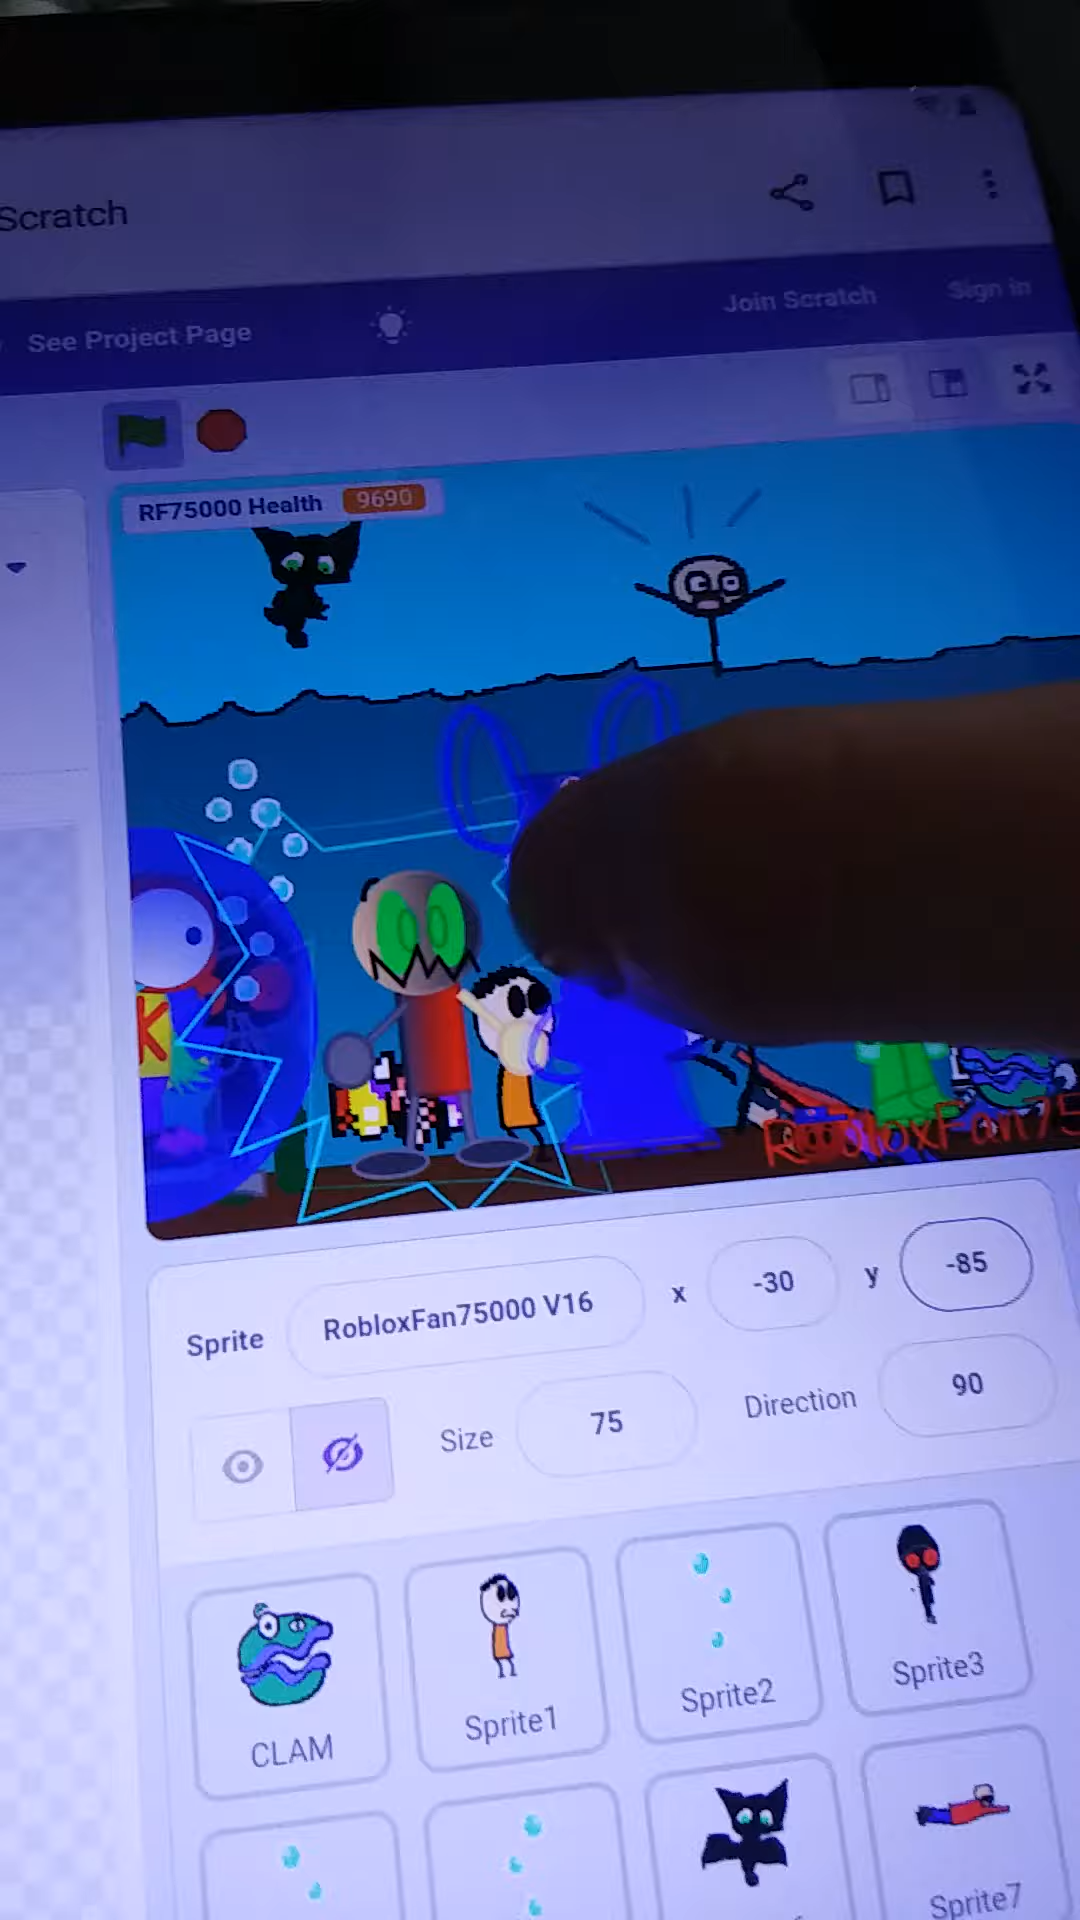 Scratch
See Project Page
Join Scratch
Sign in
RF75000 Health 9690
K
RobloxFan75
Sprite RobloxFan75000 V16 x -30 y -85
Size 75 Direction 90
CLAM
Sprite1
Sprite2
Sprite3
Sprite7